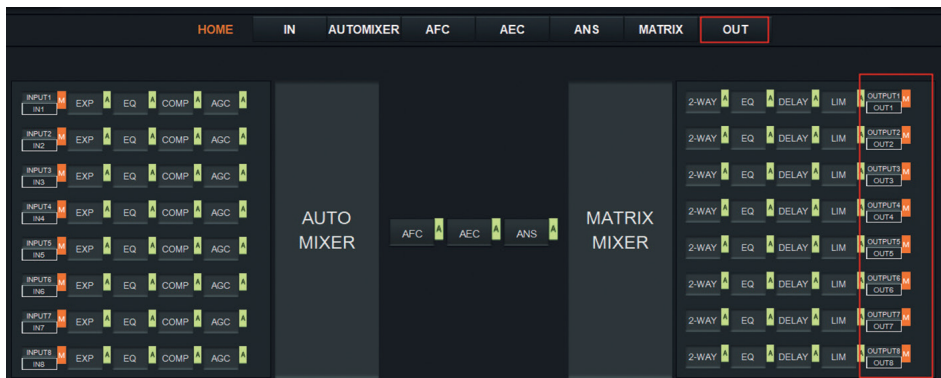 HOME IN AUTOMIXER AFC AEC ANS MATRIX OUT
INPUT1 M EXP A EQ A COMP A AGC A
IN1
INPUT2 M EXP A EQ A COMP A AGC A
IN2
INPUT3 M EXP A EQ A COMP A AGC A
IN3
INPUT4 M EXP A EQ A COMP A AGC A
IN4
INPUT5 M EXP A EQ A COMP A AGC A
IN5
INPUT6 M EXP A EQ A COMP A AGC A
IN6
INPUT7 M EXP A EQ A COMP A AGC A
IN7
INPUT8 M EXP A EQ A COMP A AGC A
IN8
AUTO
MIXER
AFC A AEC A ANS A
MATRIX
MIXER
2-WAY A EQ A DELAY A LIM A OUTPUT1 M
OUT1
2-WAY A EQ A DELAY A LIM A OUTPUT2 M
OUT2
2-WAY A EQ A DELAY A LIM A OUTPUT3 M
OUT3
2-WAY A EQ A DELAY A LIM A OUTPUT4 M
OUT4
2-WAY A EQ A DELAY A LIM A OUTPUT5 M
OUT5
2-WAY A EQ A DELAY A LIM A OUTPUT6 M
OUT6
2-WAY A EQ A DELAY A LIM A OUTPUT7 M
OUT7
2-WAY A EQ A DELAY A LIM A OUTPUT8 M
OUT8